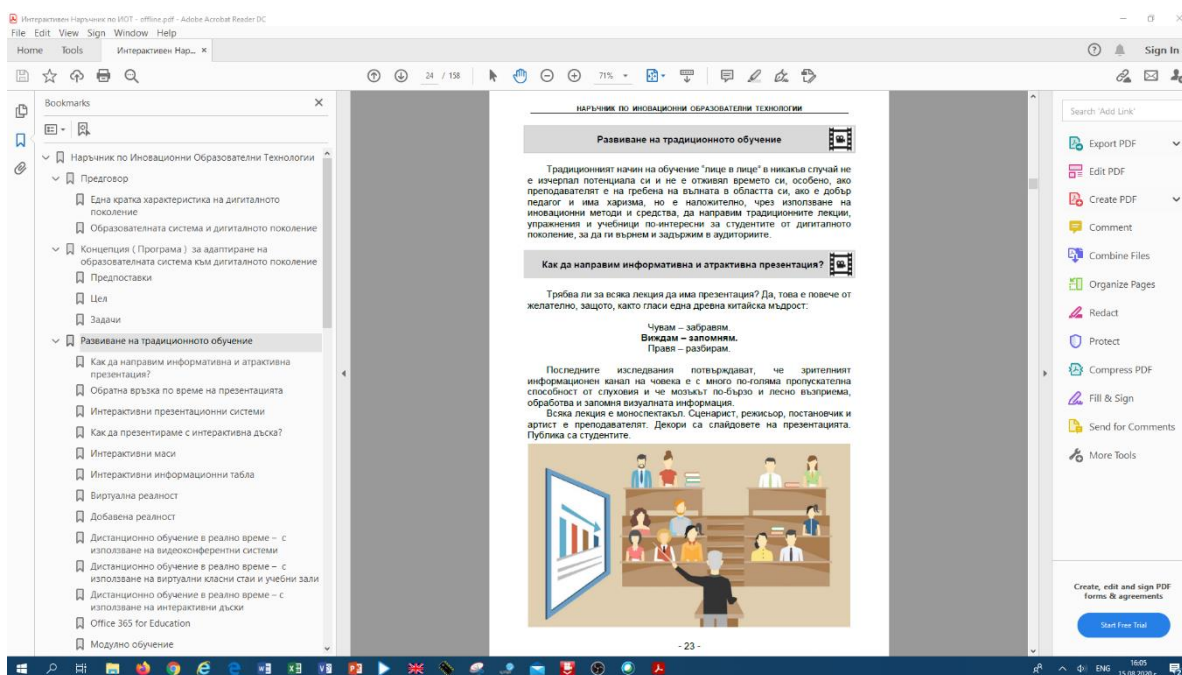 Интерактивен Наръчник по ИОТ - offline.pdf - Adobe Acrobat Reader DC
File Edit View Sign Window Help
Home Tools Интерактивен Нар... × Sign In
24 / 158 71%
Bookmarks ×
Наръчник по Иновационни Образователни Технологии
Предговор
Една кратка характеристика на дигиталното
поколение
Образователната система и дигиталното поколение
Концепция ( Програма ) за адаптиране на
образователната система към дигиталното поколение
Предпоставки
Цел
Задачи
Развиване на традиционното обучение
Как да направим информативна и атрактивна
презентация?
Обратна връзка по време на презентацията
Интерактивни презентационни системи
Как да презентираме с интерактивна дъска?
Интерактивни маси
Интерактивни информационни табла
Виртуална реалност
Добавена реалност
Дистанционно обучение в реално време – с
използване на видеоконферентни системи
Дистанционно обучение в реално време – с
използване на виртуални класни стаи и учебни зали
Дистанционно обучение в реално време – с
използване на интерактивни дъски
Office 365 for Education
Модулно обучение
НАРЪЧНИК ПО ИНОВАЦИОННИ ОБРАЗОВАТЕЛНИ ТЕХНОЛОГИИ
Развиване на традиционното обучение
Традиционният начин на обучение "лице в лице" в никакъв случай не
е изчерпал потенциала си и не е отживял времето си, особено, ако
преподавателят е на гребена на вълната в областта си, ако е добър
педагог и има харизма, но е наложително, чрез използване на
иновационни методи и средства, да направим традиционните лекции,
упражнения и учебници по-интересни за студентите от дигиталното
поколение, за да ги върнем и задържим в аудиториите.
Как да направим информативна и атрактивна презентация?
Трябва ли за всяка лекция да има презентация? Да, това е повече от
желателно, защото, както гласи една древна китайска мъдрост:
Чувам – забравям.
Виждам – запомням.
Правя – разбирам.
Последните изследвания потвърждават, че зрителният
информационен канал на човека е с много по-голяма пропускателна
способност от слуховия и че мозъкът по-бързо и лесно възприема,
обработва и запомня визуалната информация.
Всяка лекция е моноспектакъл. Сценарист, режисьор, постановчик и
артист е преподавателят. Декори са слайдовете на презентацията.
Публика са студентите.
- 23 -
Search 'Add Link'
Export PDF
Edit PDF
Create PDF
Comment
Combine Files
Organize Pages
Redact
Protect
Compress PDF
Fill & Sign
Send for Comments
More Tools
Create, edit and sign PDF
forms & agreements
Start Free Trial
ENG 16:05
15.08.2020 г.